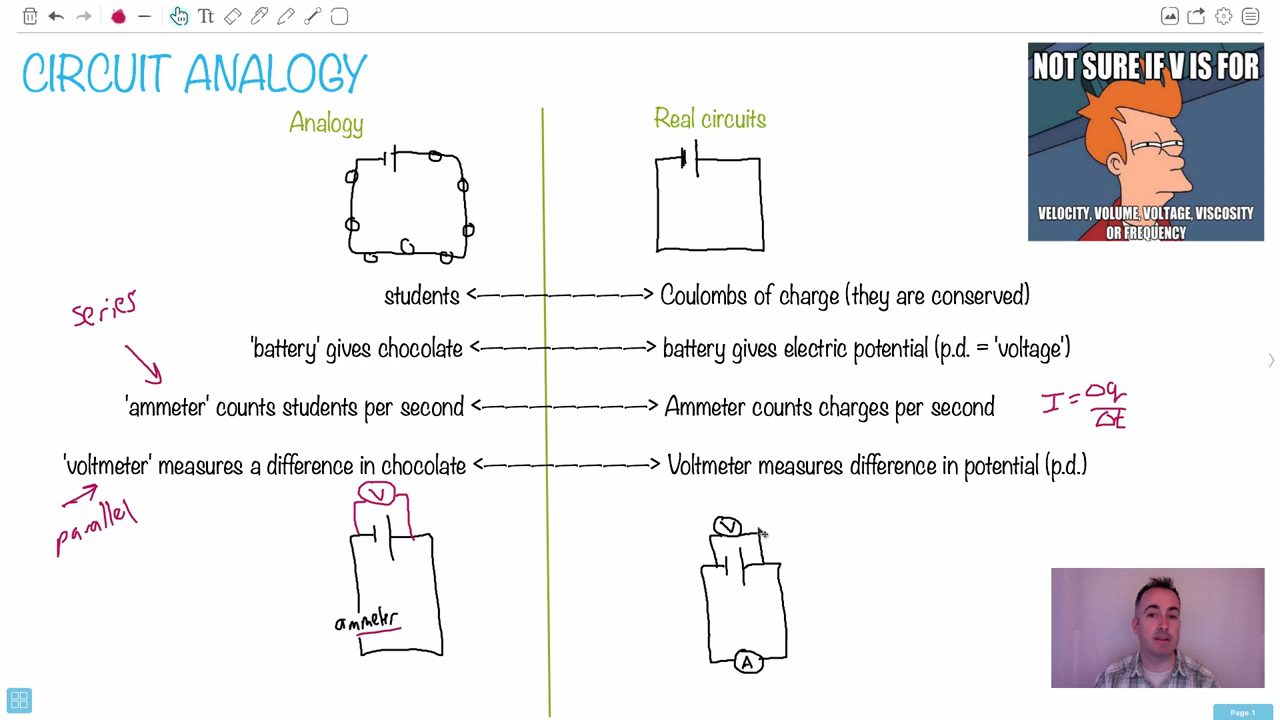 Tt
CIRCUIT ANALOGY
NOT SURE IF V IS FOR
VELOCITY, VOLUME, VOLTAGE, VISCOSITY
OR FREQUENCY
Analogy
Real circuits
series
students <-------> Coulombs of charge (they are conserved)
'battery' gives chocolate <-------> battery gives electric potential (p.d. = 'voltage')
'ammeter' counts students per second <-------> Ammeter counts charges per second
I = Δq/Δt
'voltmeter' measures a difference in chocolate <-------> Voltmeter measures difference in potential (p.d.)
parallel
V
V
ammeter
A
Page 1